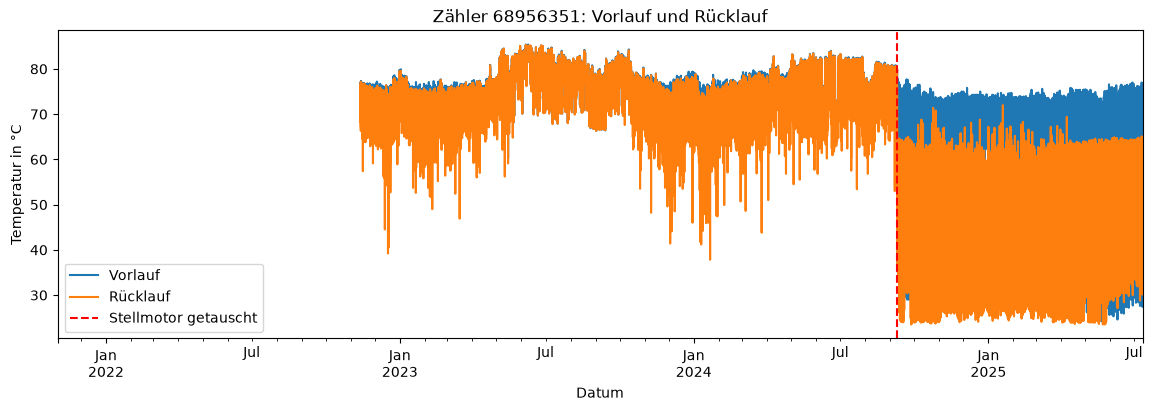 Zähler 68956351: Vorlauf und Rücklauf
Temperatur in °C
80
70
60
50
40
30
Vorlauf
Rücklauf
Stellmotor getauscht
Jan
2022
Jul
Jan
2023
Jul
Jan
2024
Jul
Jan
2025
Jul
Datum